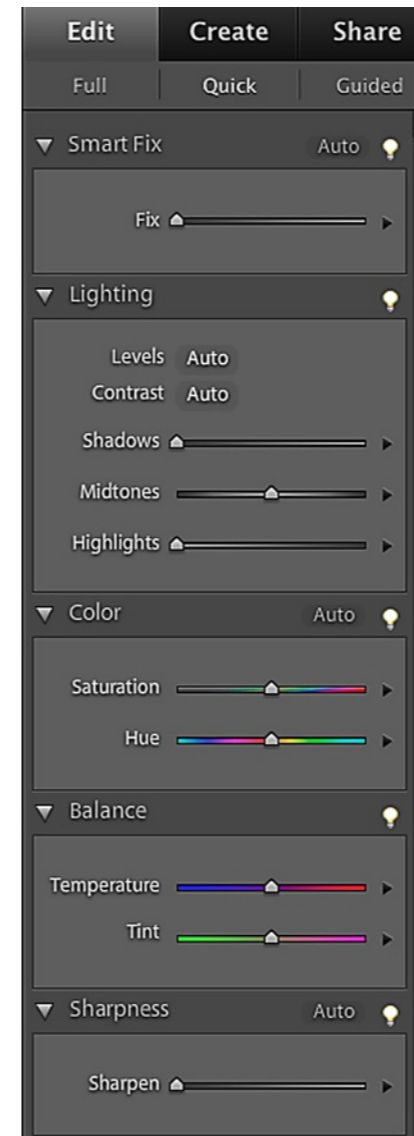 Edit Create Share
Full Quick Guided
Smart Fix Auto
Fix
Lighting
Levels Auto
Contrast Auto
Shadows
Midtones
Highlights
Color Auto
Saturation
Hue
Balance
Temperature
Tint
Sharpness Auto
Sharpen